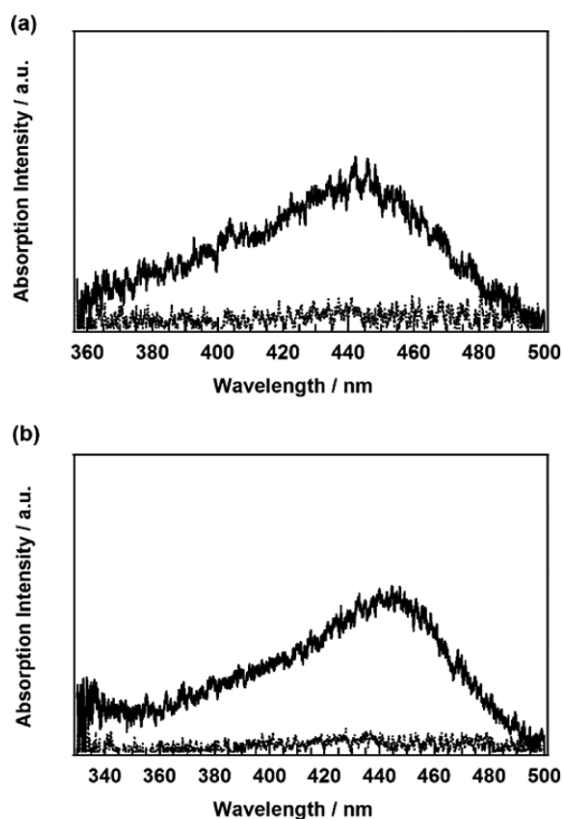 (a)
Absorption Intensity / a.u.
360 380 400 420 440 460 480 500
Wavelength / nm
(b)
Absorption Intensity / a.u.
340 360 380 400 420 440 460 480 500
Wavelength / nm